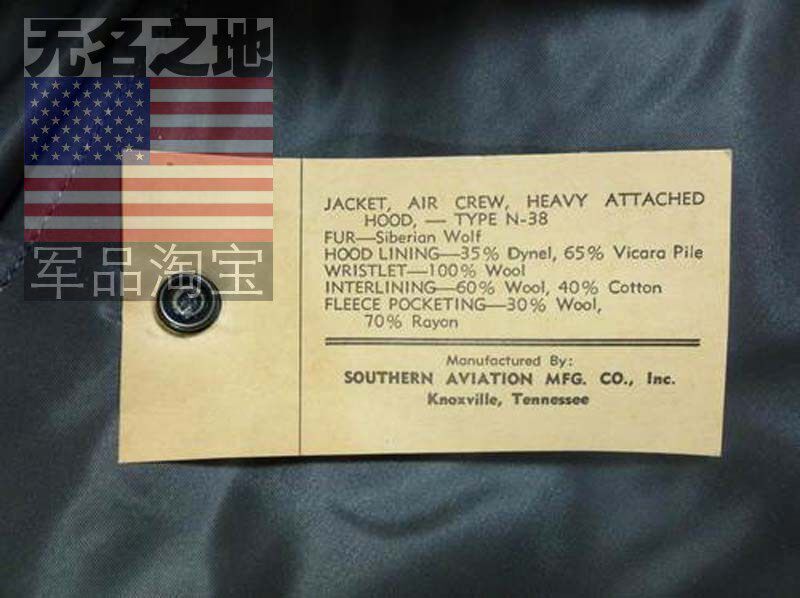 无名之地
军品淘宝
JACKET, AIR CREW, HEAVY ATTACHED
HOOD, — TYPE N-38
FUR—Siberian Wolf
HOOD LINING—35% Dynel, 65% Vicara Pile
WRISTLET—100% Wool
INTERLINING—60% Wool, 40% Cotton
FLEECE POCKETING—30% Wool,
70% Rayon
Manufactured By:
SOUTHERN AVIATION MFG. CO., Inc.
Knoxville, Tennessee